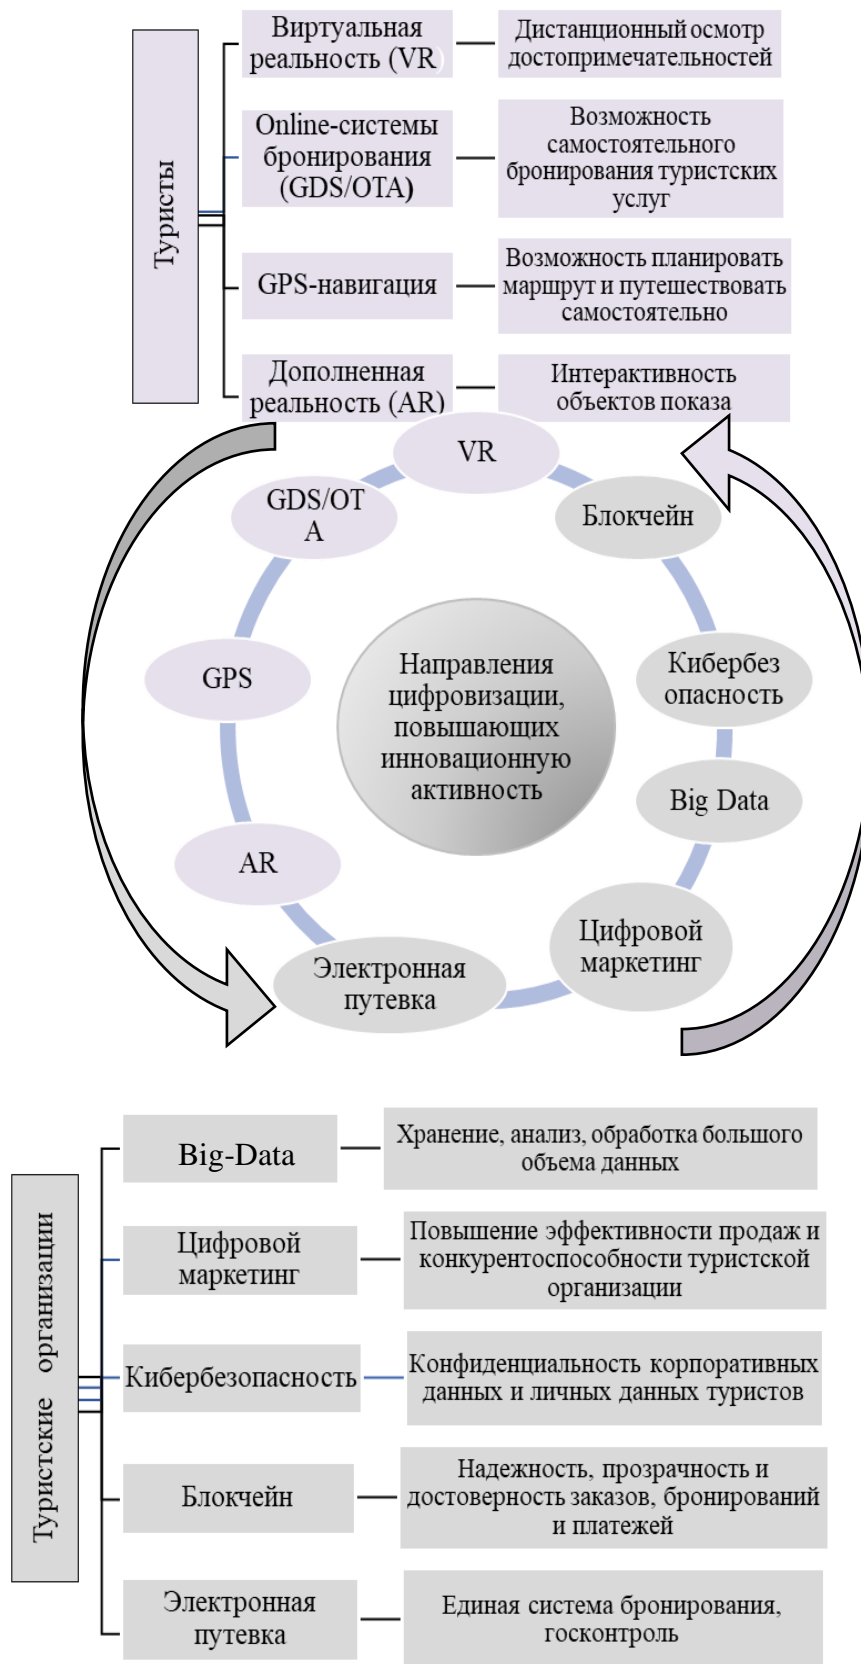 Туристы
Виртуальная
реальность (VR)
Дистанционный осмотр
достопримечательностей
Online-системы
бронирования
(GDS/OTA)
Возможность
самостоятельного
бронирования туристских
услуг
GPS-навигация
Возможность планировать
маршрут и путешествовать
самостоятельно
Дополненная
реальность (AR)
Интерактивность
объектов показа
VR
GDS/OT
A
Блокчейн
GPS
Кибербез
опасность
Направления
цифровизации,
повышающих
инновационную
активность
Big Data
AR
Цифровой
маркетинг
Электронная
путевка
Туристские организации
Big-Data
Хранение, анализ, обработка большого
объема данных
Цифровой
маркетинг
Повышение эффективности продаж и
конкурентоспособности туристской
организации
Кибербезопасность
Конфиденциальность корпоративных
данных и личных данных туристов
Блокчейн
Надежность, прозрачность и
достоверность заказов, бронирований
и платежей
Электронная
путевка
Единая система бронирования,
госконтроль